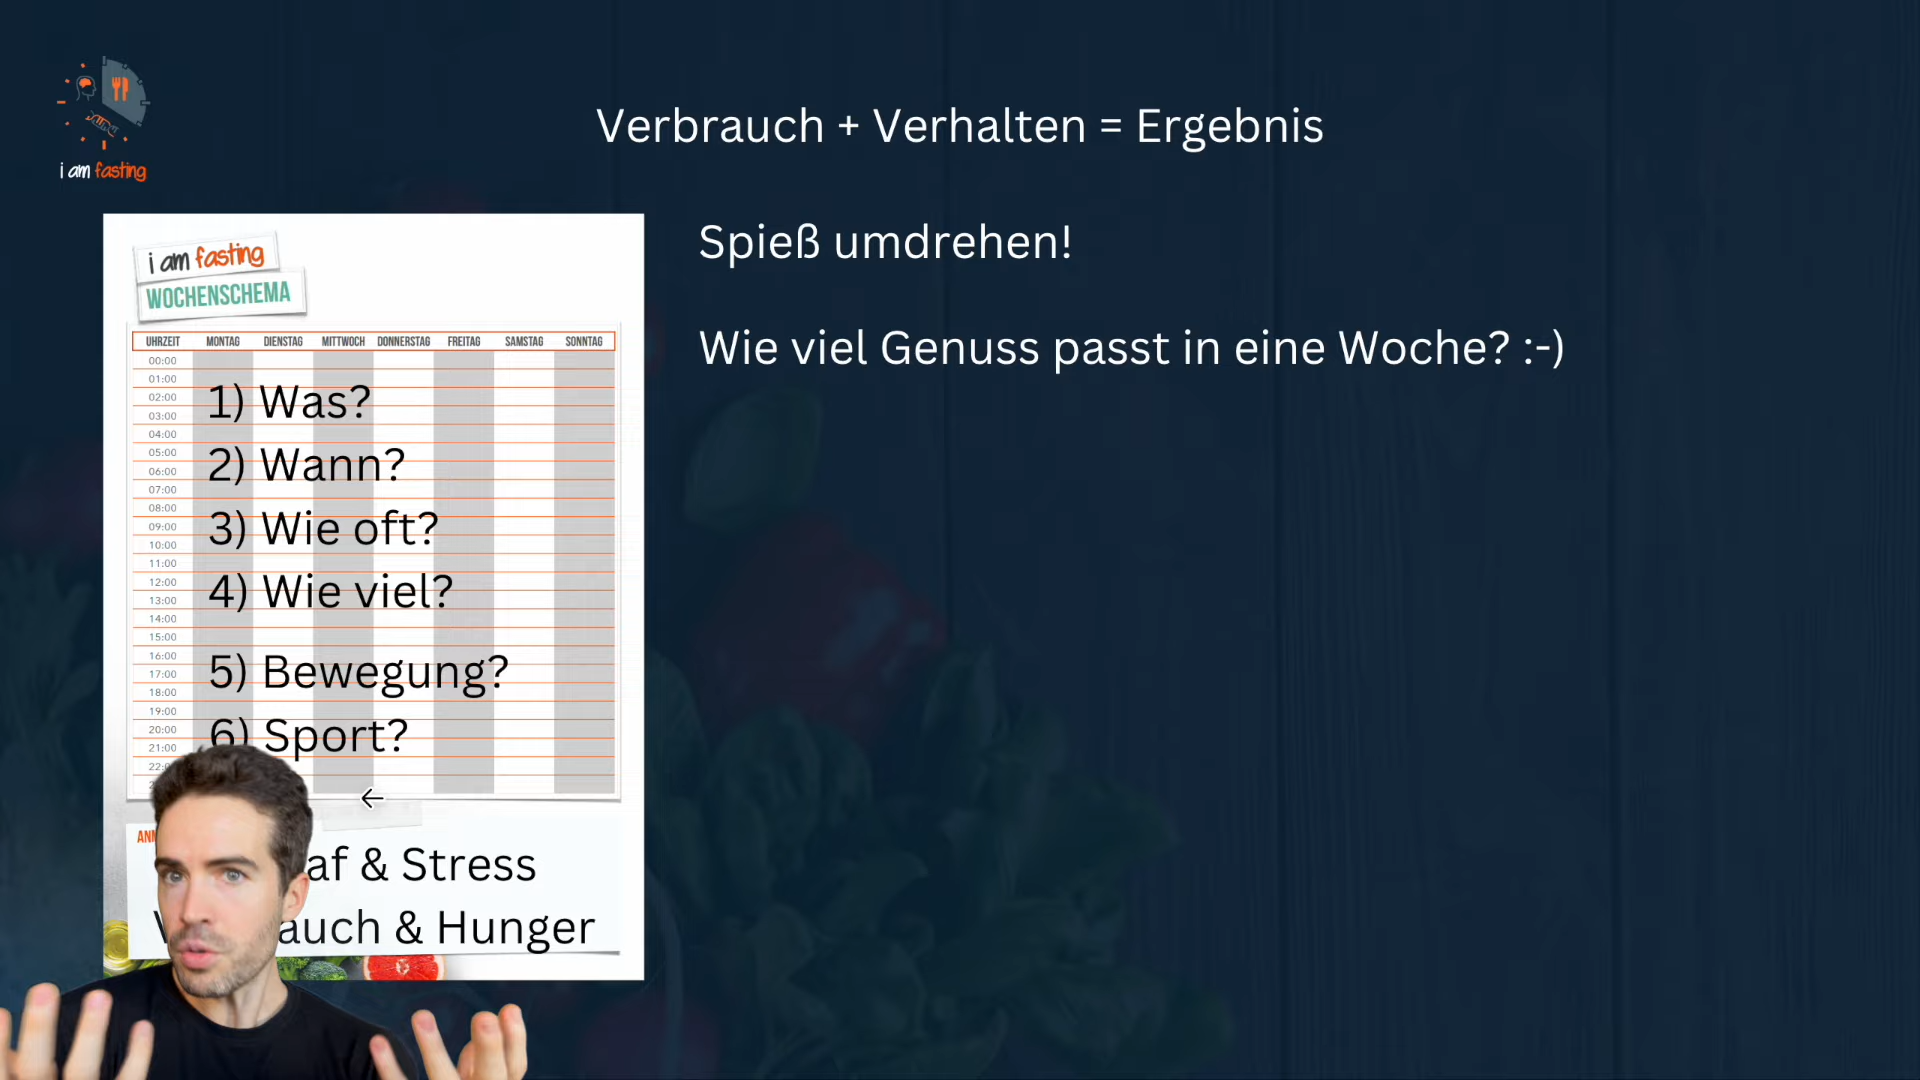 i am fasting
Verbrauch + Verhalten = Ergebnis
Spieß umdrehen!
Wie viel Genuss passt in eine Woche? :-)
i am fasting
WOCHENSCHEMA
UHRZEIT MONTAG DIENSTAG MITTWOCH DONNERSTAG FREITAG SAMSTAG SONNTAG
00:00
01:00
02:00
03:00
04:00
05:00
06:00
07:00
08:00
09:00
10:00
11:00
12:00
13:00
14:00
15:00
16:00
17:00
18:00
19:00
20:00
21:00
1) Was?
2) Wann?
3) Wie oft?
4) Wie viel?
5) Bewegung?
6) Sport?
& Stress
& Hunger